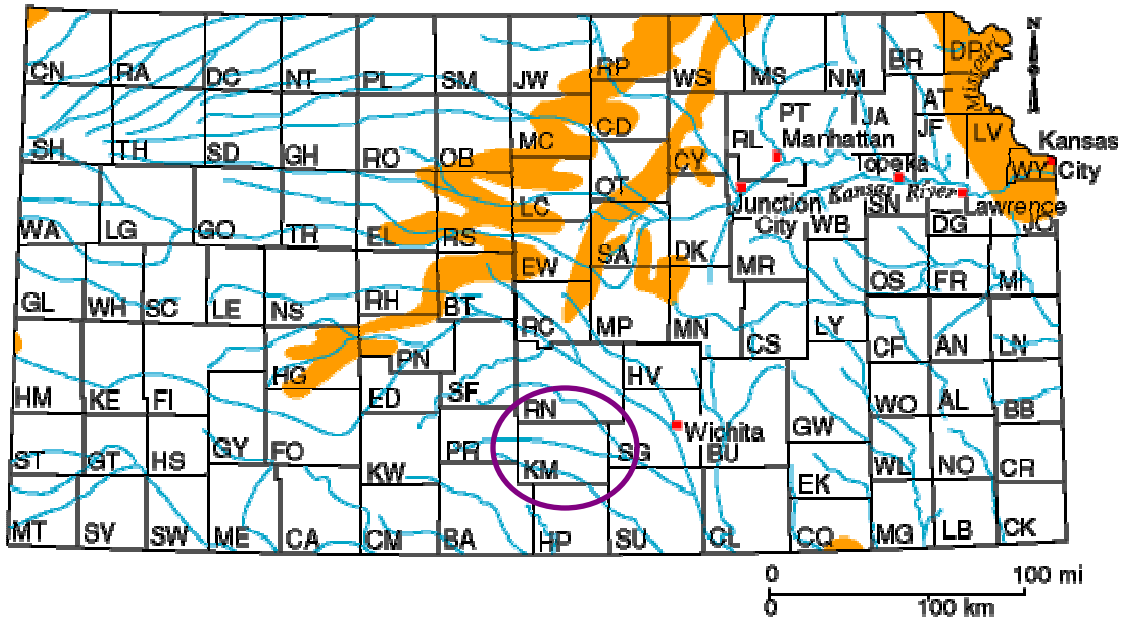 N
CN RA DC NT PL SM JW RP WS MS NM BR DP
Missouri
AT
SH TH SD GH RO OB MC CD CY RL PT JA JF LV
Manhattan
Kansas
City
WY
Topeka
OT
LC
Junction
City
Kansas River
Lawrence
WA LG GO TR EL RS SA DK WB SN DG JO
EW MR OS FR MI
GL WH SC LE NS RH BT RC MP MN CS LY CF AN LN
PN
HG
HM KE FI ED SF RN HV WO AL BB
Wichita
GW
ST GT HS GY FO KW PR KM SG BU EK WL NO CR
MT SV SW ME CA CM BA HP SU CL CQ MG LB CK
0 100 mi
0 100 km